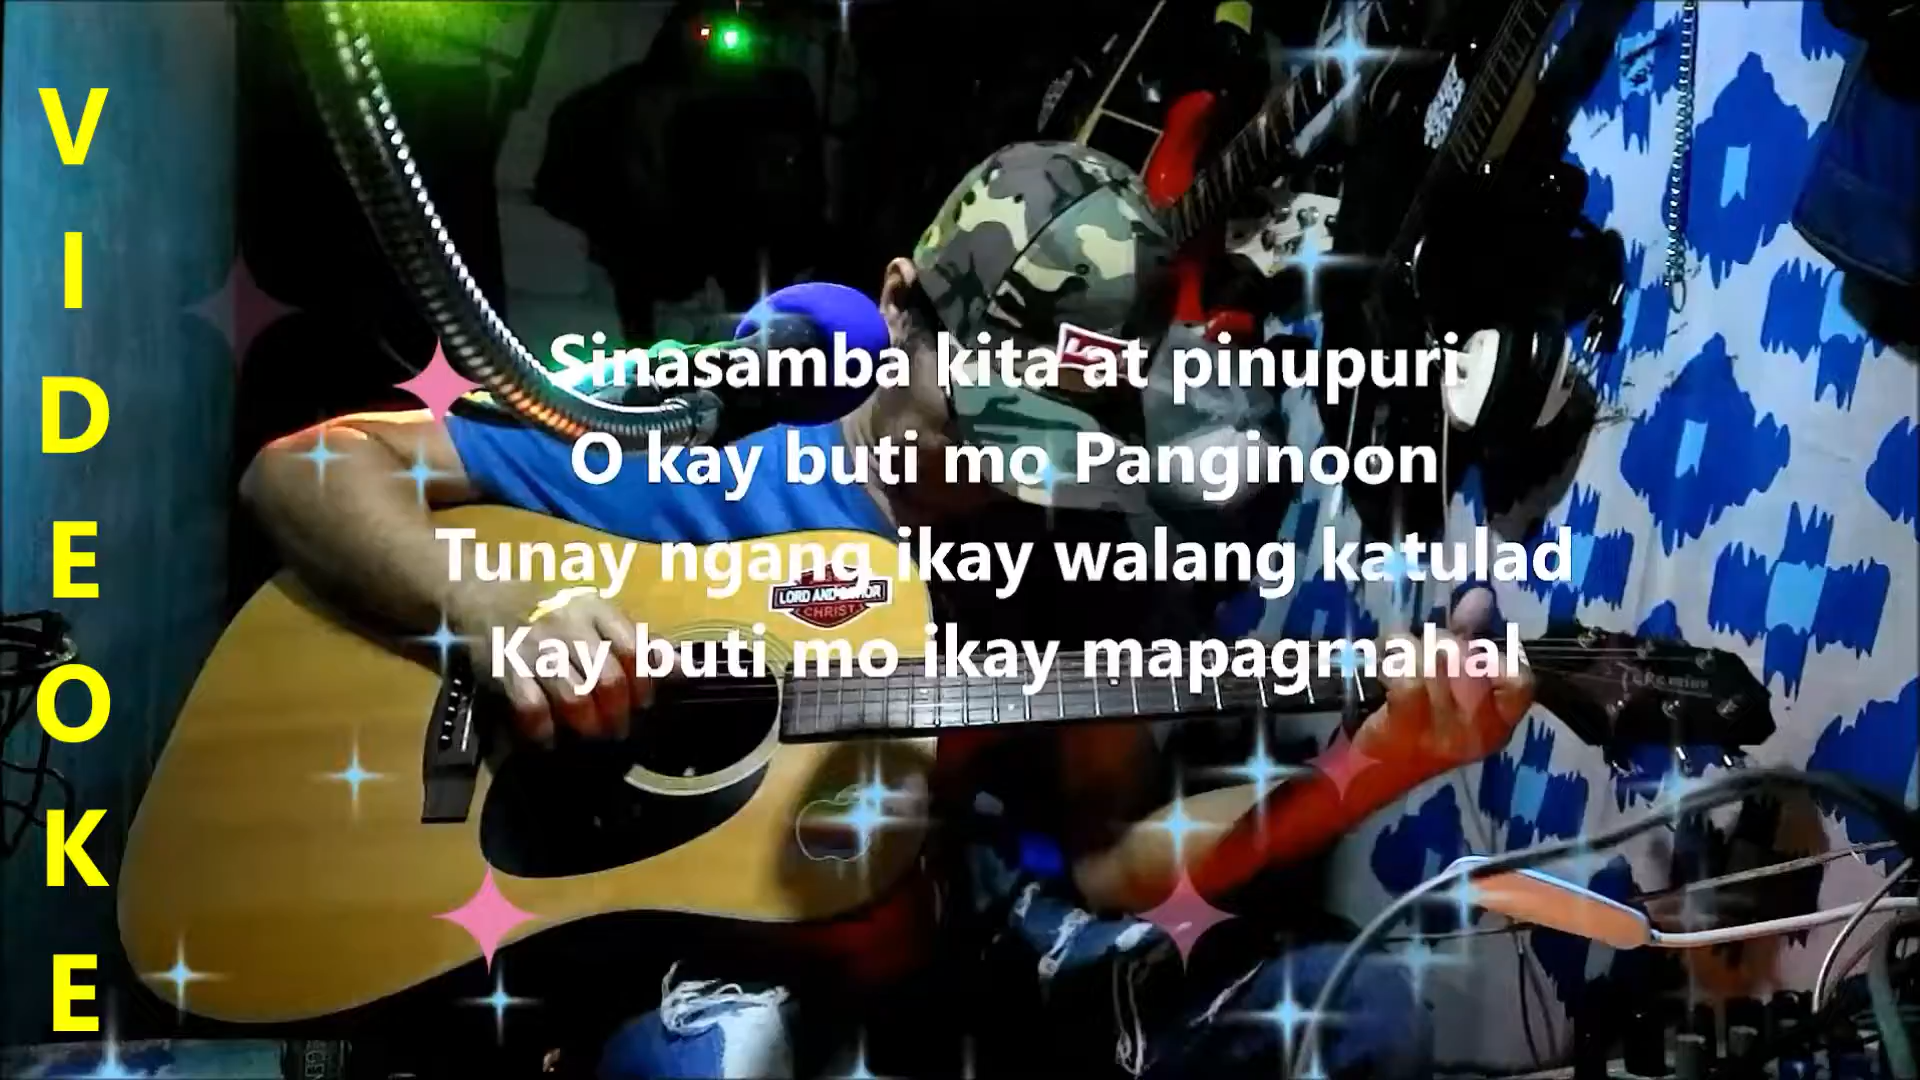 VIDEOKE
Sinasamba kita at pinupuri
O kay buti mo Panginoon
Tunay ngang ikay walang katulad
Kay buti mo ikay mapagmahal
LORD AND SAVIOR
CHRIST